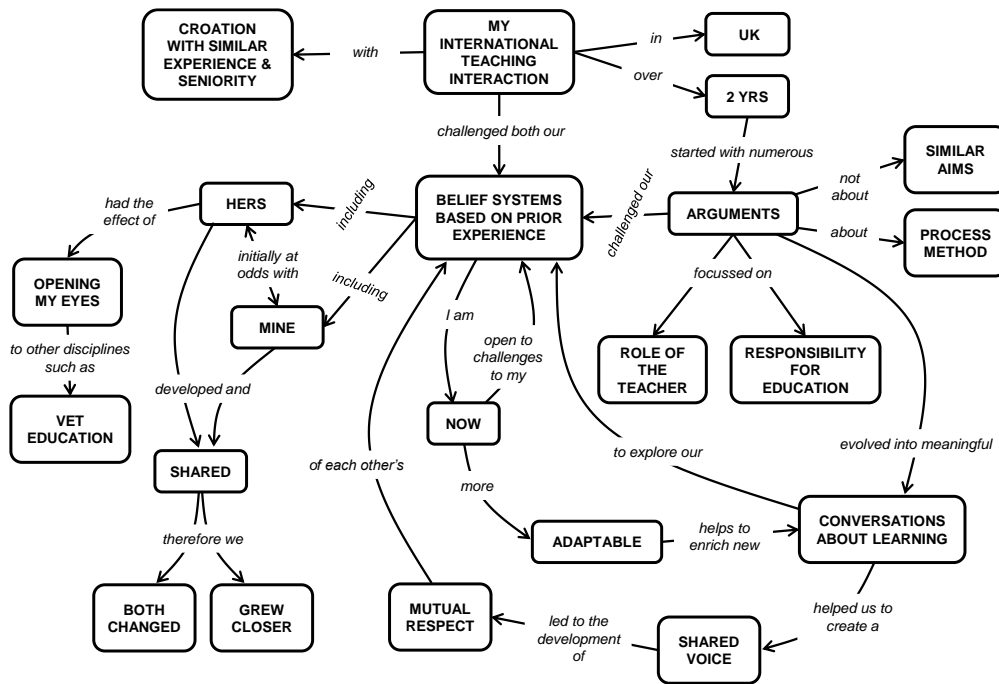 CROATION
WITH SIMILAR
EXPERIENCE &
SENIORITY
with
MY
INTERNATIONAL
TEACHING
INTERACTION
in
UK
over
2 YRS
challenged both our
started with numerous
SIMILAR
AIMS
not
about
ARGUMENTS
about
PROCESS
METHOD
challenged our
BELIEF SYSTEMS
BASED ON PRIOR
EXPERIENCE
including
HERS
had the
effect of
initially at
odds with
including
OPENING
MY EYES
MINE
I am
open to
challenges
to my
focussed on
ROLE OF
THE
TEACHER
RESPONSIBILITY
FOR
EDUCATION
to other disciplines
such as
VET
EDUCATION
developed and
NOW
SHARED
of each other's
more
to explore our
evolved into meaningful
therefore we
ADAPTABLE
helps to
enrich new
CONVERSATIONS
ABOUT LEARNING
BOTH
CHANGED
GREW
CLOSER
MUTUAL
RESPECT
led to the
development
of
SHARED
VOICE
helped us to
create a